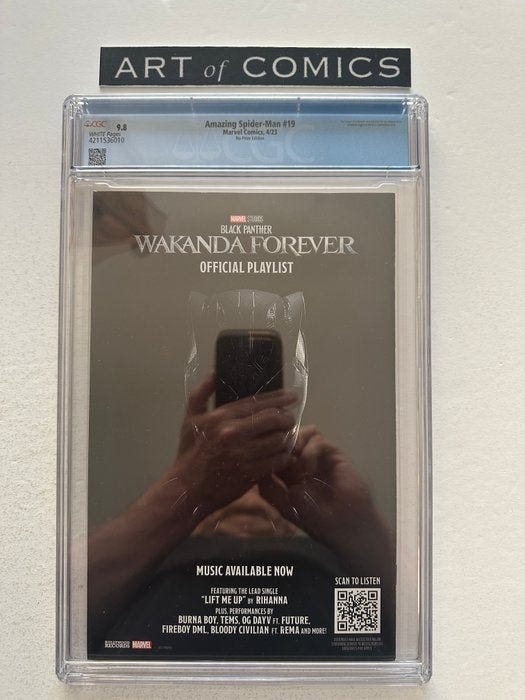 ART of COMICS
CGC 9.8
WHITE Pages
4211536010
Amazing Spider-Man #19
Marvel Comics, 4/23
CGC
MARVEL STUDIOS
BLACK PANTHER
WAKANDA FOREVER
OFFICIAL PLAYLIST
MUSIC AVAILABLE NOW
FEATURING THE LEAD SINGLE
"LIFT ME UP" BY RIHANNA
PLUS, PERFORMANCES BY
BURNA BOY, TEMS, OG DAYV FT. FUTURE,
FIREBOY DML, BLOODY CIVILIAN FT. REMA AND MORE!
SCAN TO LISTEN
HOLLYWOOD RECORDS MARVEL